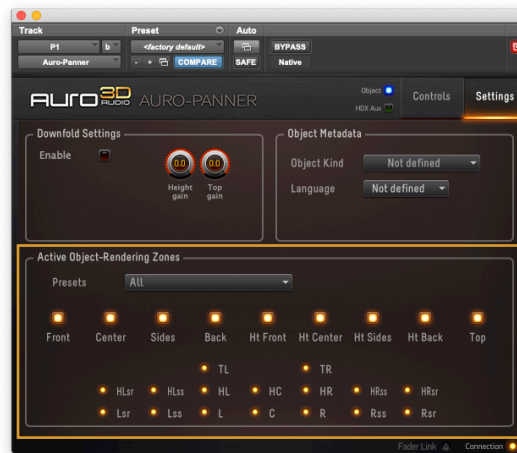 Track Preset Auto
P1 b <factory default>
BYPASS
Auro-Panner - + COMPARE SAFE Native
AURO 3D AUDIO AURO-PANNER
Object
HDX Aux
Controls Settings
Downfold Settings
Enable
0.0 0.0
Height gain Top gain
Object Metadata
Object Kind Not defined
Language Not defined
Active Object-Rendering Zones
Presets All
Front Center Sides Back Ht Front Ht Center Ht Sides Ht Back Top
TL TR
HLsr HLss HL HC HR HRss HRsr
Lsr Lss L C R Rss Rsr
Fader Link Connection